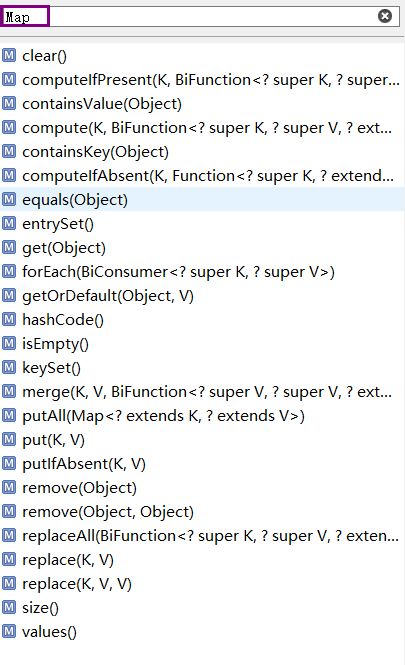 Map
M clear()
M computeIfPresent(K, BiFunction<? super K, ? super...
M containsValue(Object)
M compute(K, BiFunction<? super K, ? super V, ? ext...
M containsKey(Object)
M computeIfAbsent(K, Function<? super K, ? extend...
M equals(Object)
M entrySet()
M get(Object)
M forEach(BiConsumer<? super K, ? super V>)
M getOrDefault(Object, V)
M hashCode()
M isEmpty()
M keySet()
M merge(K, V, BiFunction<? super V, ? super V, ? ext...
M putAll(Map<? extends K, ? extends V>)
M put(K, V)
M putIfAbsent(K, V)
M remove(Object)
M remove(Object, Object)
M replaceAll(BiFunction<? super K, ? super V, ? exten...
M replace(K, V)
M replace(K, V, V)
M size()
M values()